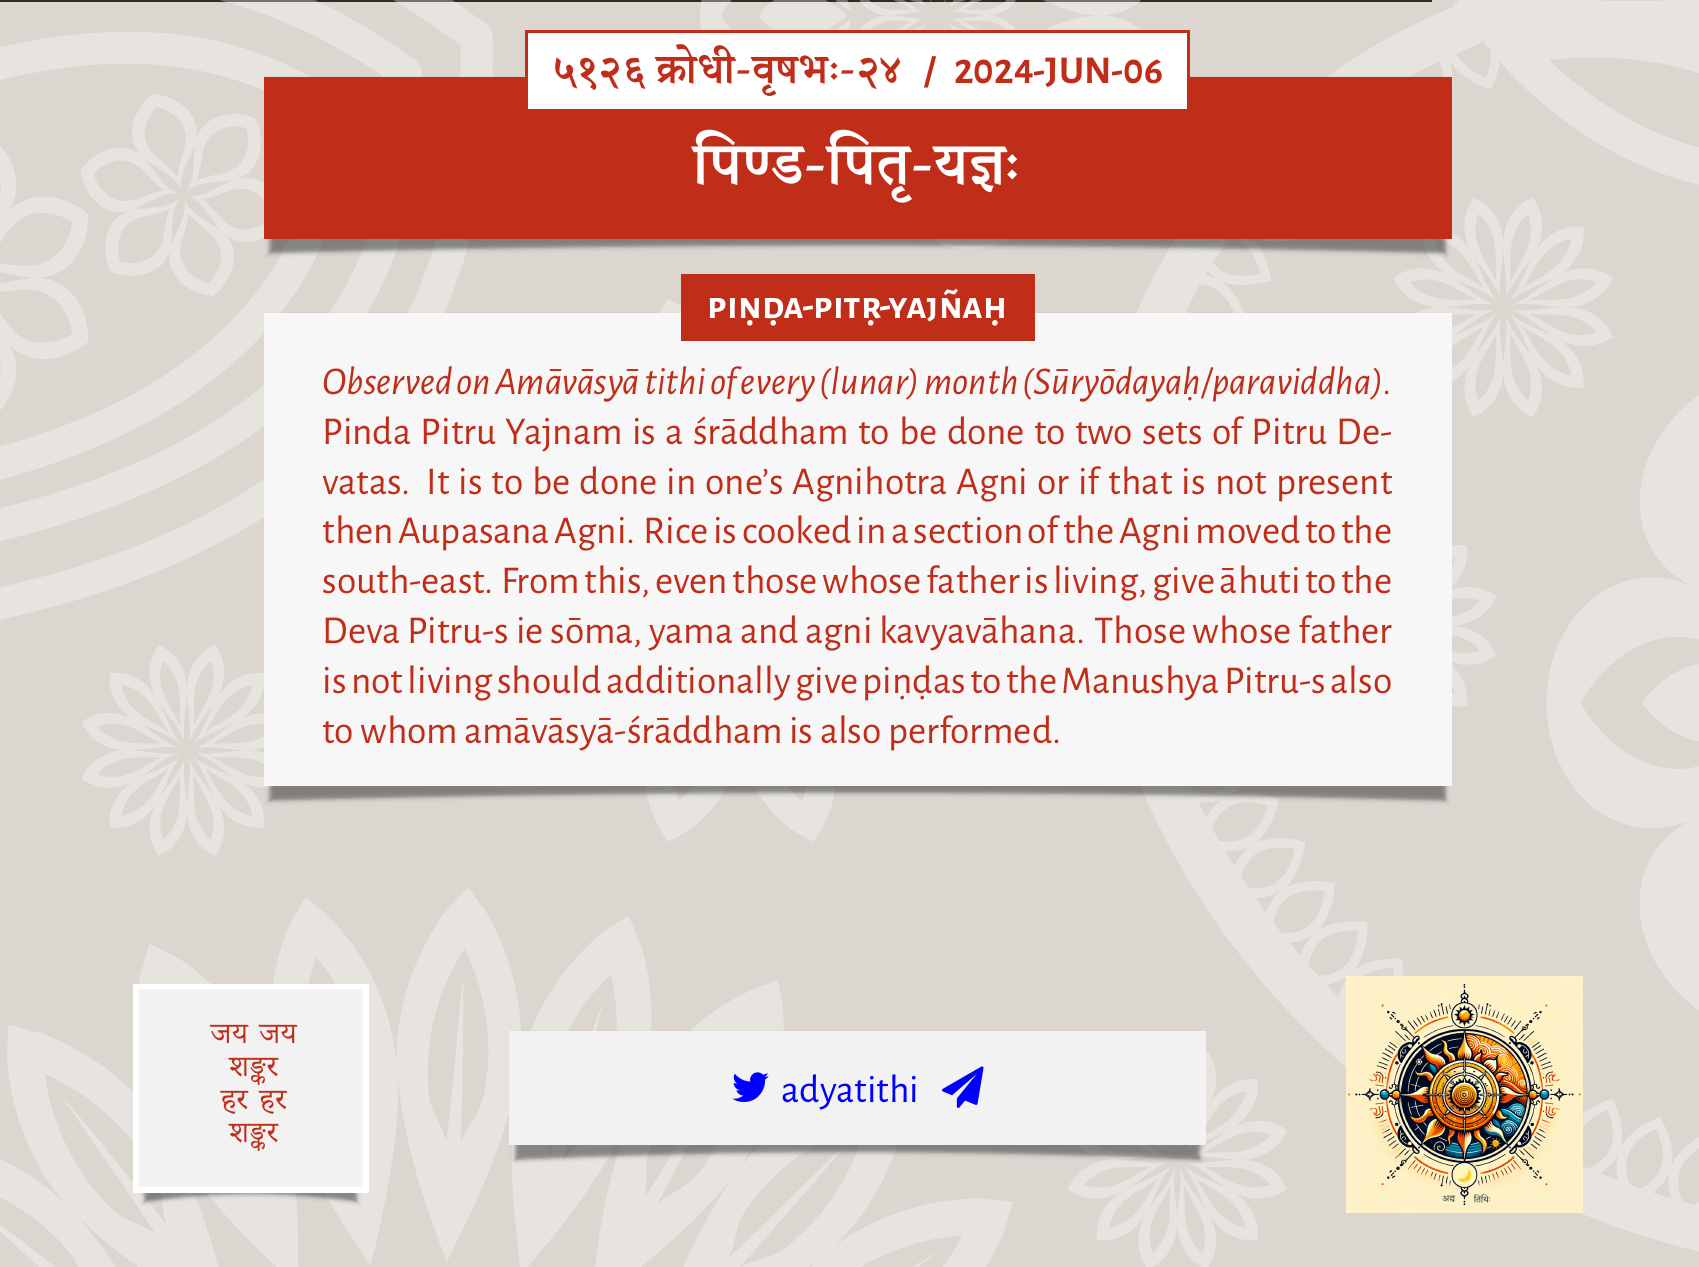 ५१२६ क्रोधी-वृषभः-२४ / 2024-JUN-06
पिण्ड-पितृ-यज्ञः
PIṆḌA-PITṚ-YAJÑAḤ
Observed on Amāvāsyā tithi of every (lunar) month (Sūryōdayaḥ/paraviddha).
Pinda Pitru Yajnam is a śrāddham to be done to two sets of Pitru De-
vatas. It is to be done in one’s Agnihotra Agni or if that is not present
then Aupasana Agni. Rice is cooked in a section of the Agni moved to the
south-east. From this, even those whose father is living, give āhuti to the
Deva Pitru-s ie sōma, yama and agni kavyavāhana. Those whose father
is not living should additionally give piṇḍas to the Manushya Pitru-s also
to whom amāvāsyā-śrāddham is also performed.
जय जय
शङ्कर
हर हर
शङ्कर
adyatithi
अद्य तिथिः